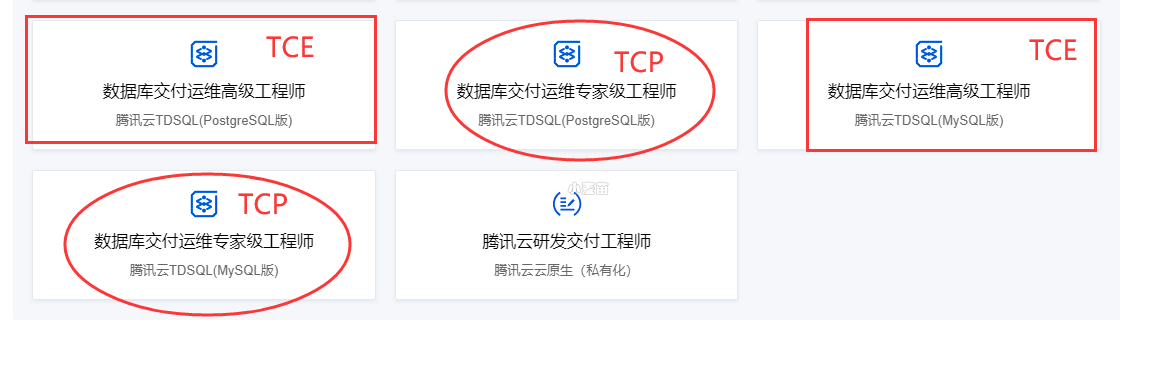 TCE
数据库交付运维高级工程师
腾讯云TDSQL(PostgreSQL版)
TCP
数据库交付运维专家级工程师
腾讯云TDSQL(PostgreSQL版)
TCE
数据库交付运维高级工程师
腾讯云TDSQL(MySQL版)
TCP
数据库交付运维专家级工程师
腾讯云TDSQL(MySQL版)
腾讯云研发交付工程师
腾讯云云原生（私有化）